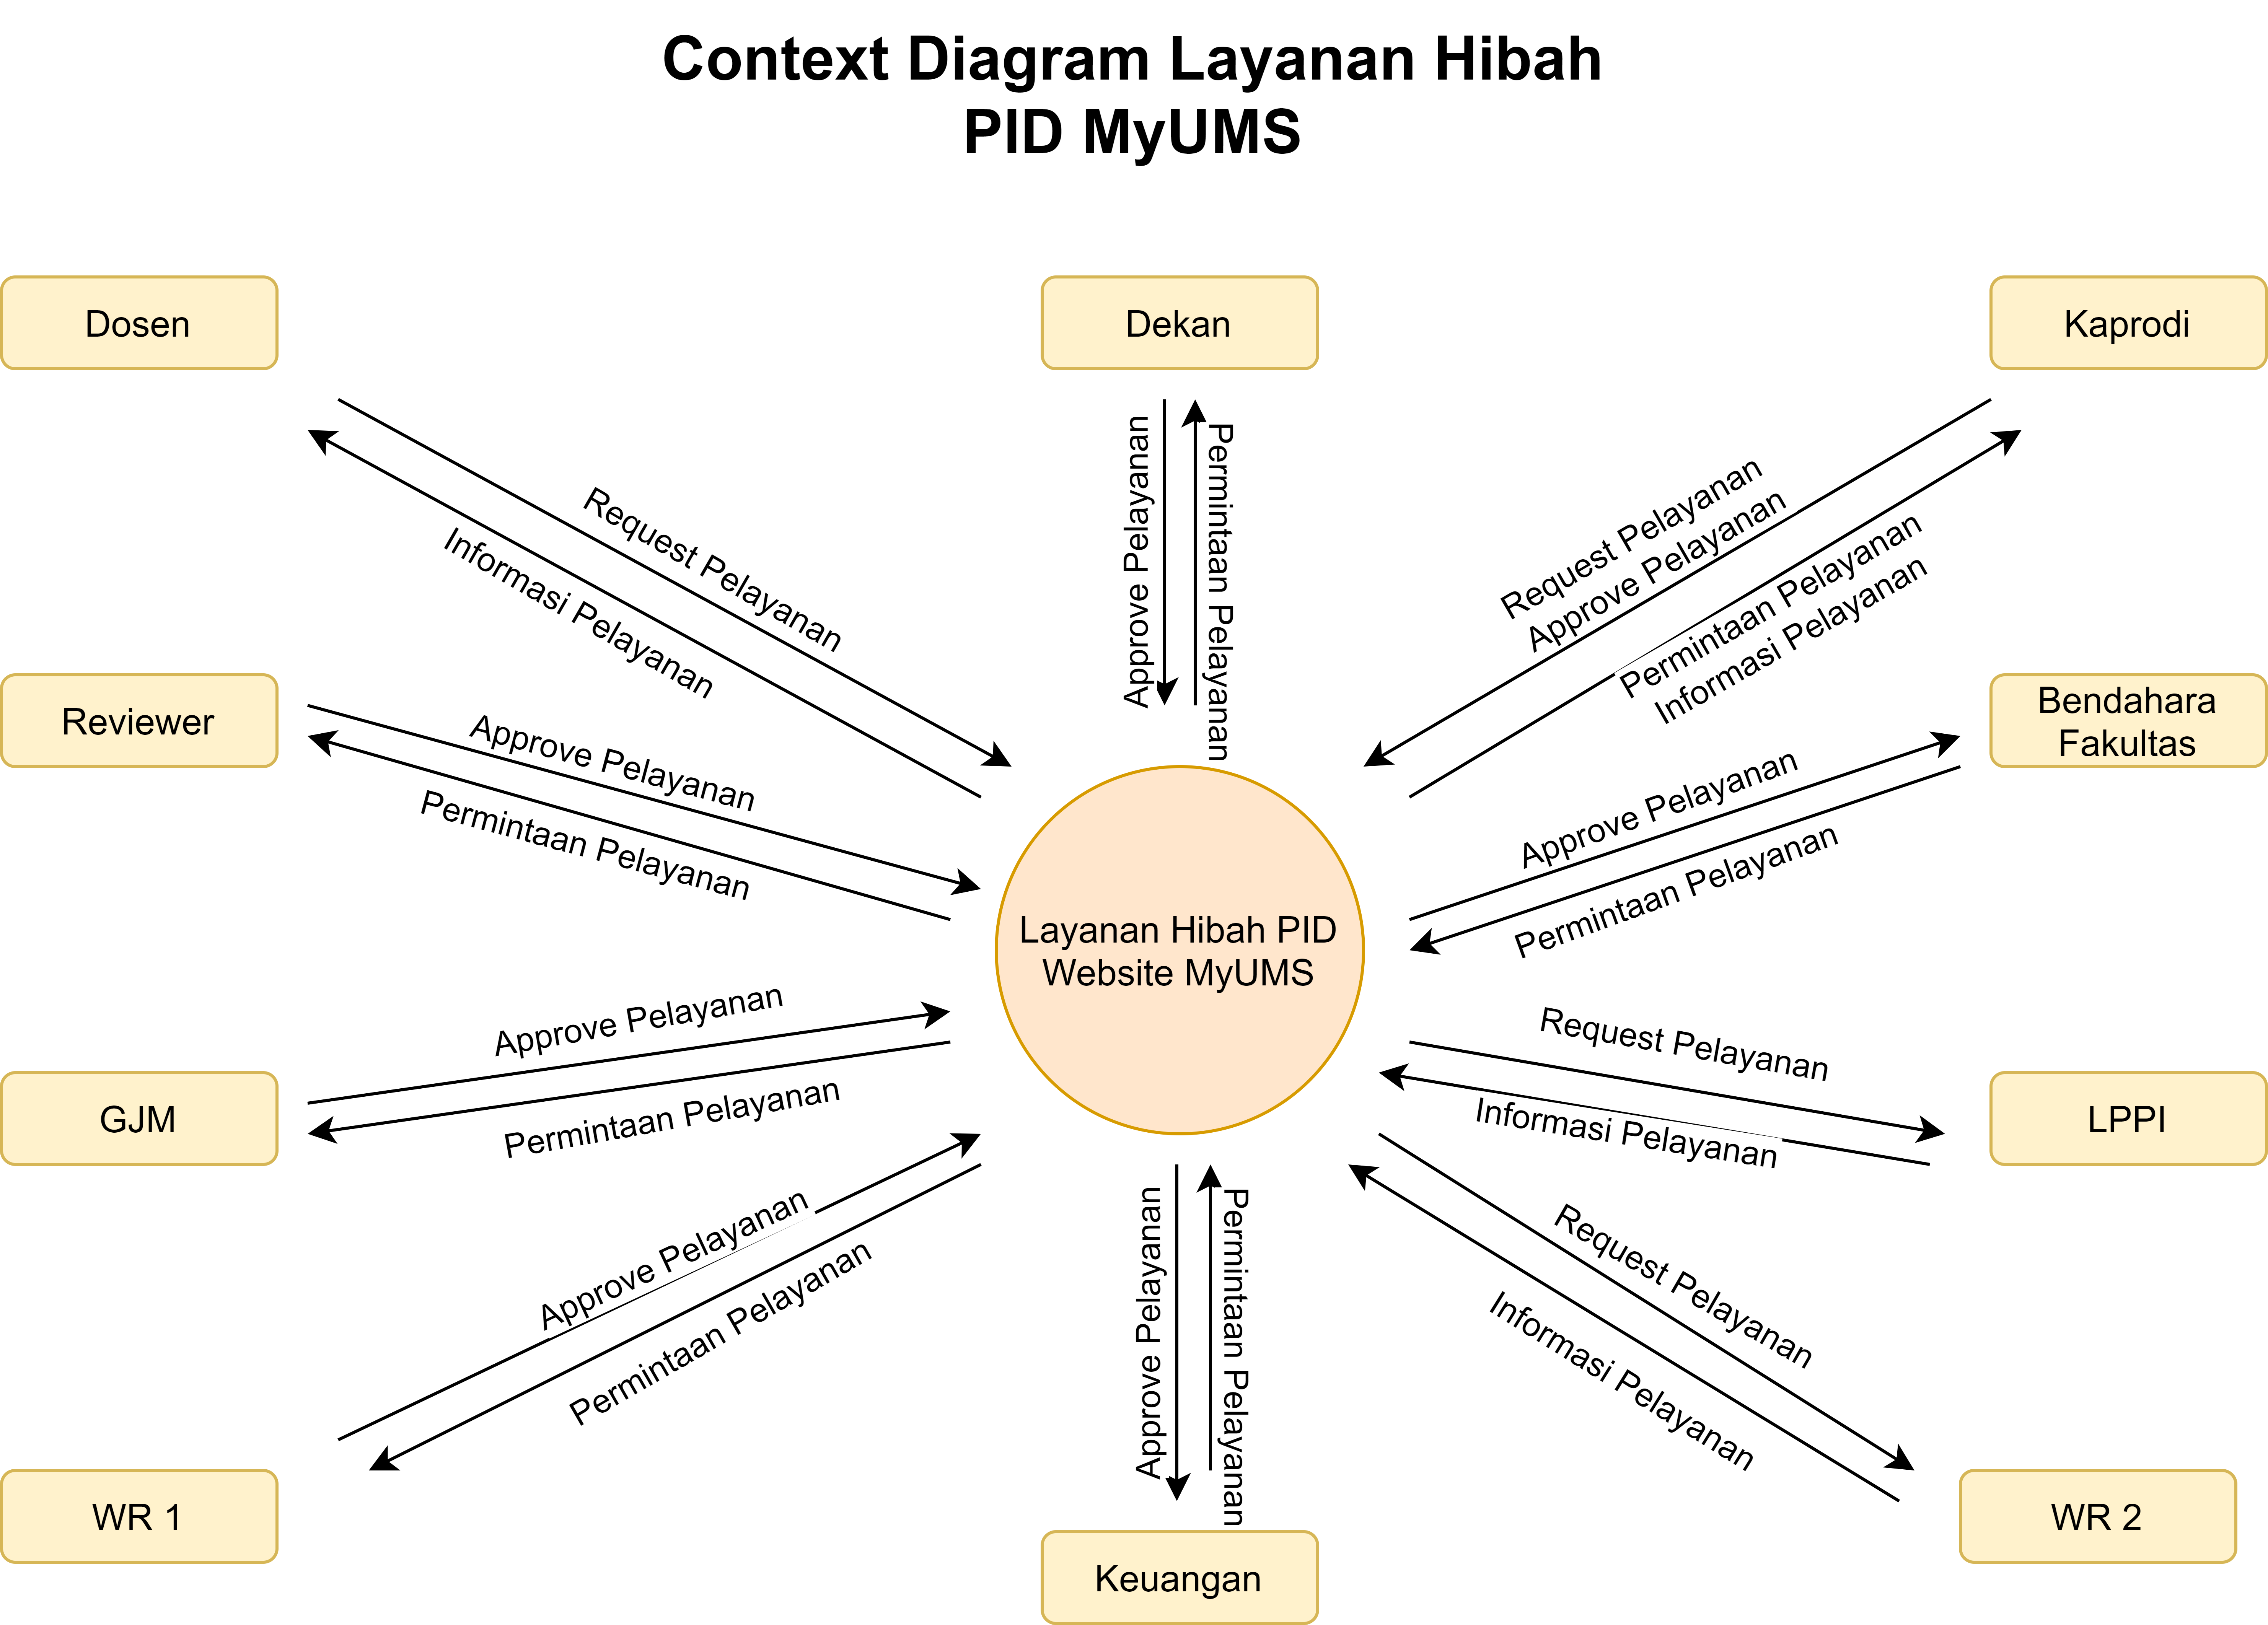 Context Diagram Layanan Hibah
PID MyUMS
Dosen
Dekan
Kaprodi
Request Pelayanan
Informasi Pelayanan
Approve Pelayanan
Permintaan Pelayanan
Request Pelayanan
Approve Pelayanan
Permintaan Pelayanan
Informasi Pelayanan
Reviewer
Bendahara
Fakultas
Approve Pelayanan
Permintaan Pelayanan
Approve Pelayanan
Permintaan Pelayanan
Layanan Hibah PID
Website MyUMS
GJM
LPPI
Approve Pelayanan
Permintaan Pelayanan
Request Pelayanan
Informasi Pelayanan
Approve Pelayanan
Permintaan Pelayanan
Approve Pelayanan
Permintaan Pelayanan
Request Pelayanan
Informasi Pelayanan
WR 1
Keuangan
WR 2